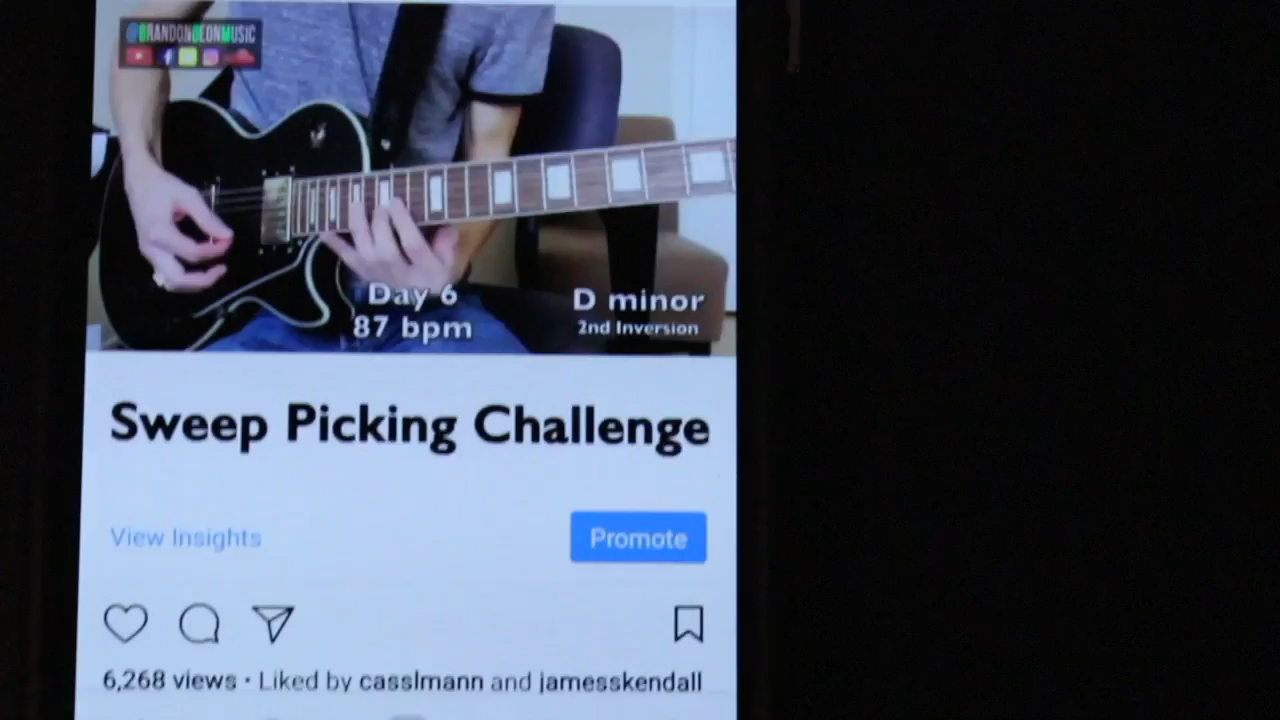 @BRANDONDEONMUSIC
Day 6
87 bpm
D minor
2nd Inversion
Sweep Picking Challenge
View Insights
Promote
6,268 views • Liked by casslmann and jamesskendall